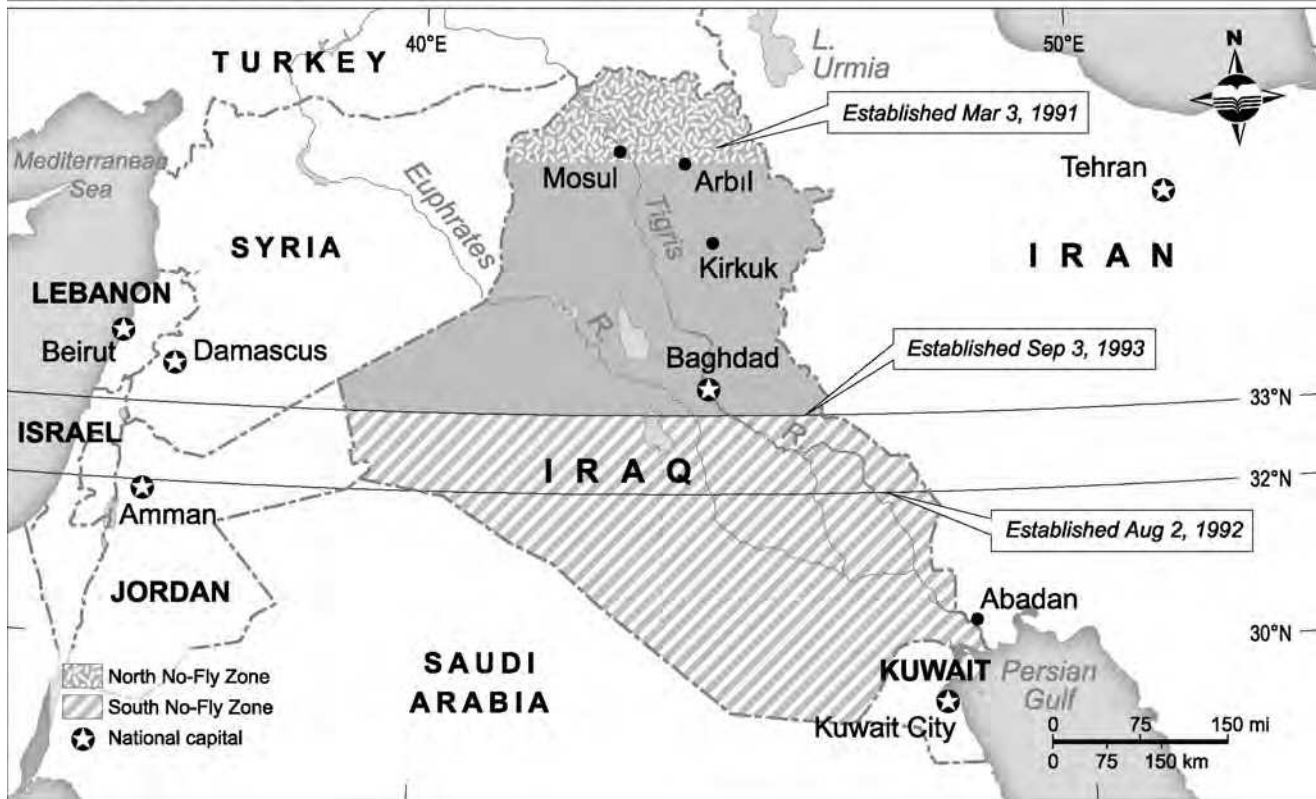 40°E
50°E
N
TURKEY
L.
Urmia
Established Mar 3, 1991
Mediterranean
Sea
Mosul
Arbıl
Tehran
Euphrates
Tigris
SYRIA
Kirkuk
IRAN
LEBANON
R.
Beirut
Damascus
Baghdad
Established Sep 3, 1993
33°N
ISRAEL
R.
IRAQ
32°N
Amman
Established Aug 2, 1992
JORDAN
Abadan
30°N
SAUDI
ARABIA
KUWAIT
Persian
Gulf
Kuwait City
North No-Fly Zone
South No-Fly Zone
National capital
0 75 150 mi
0 75 150 km